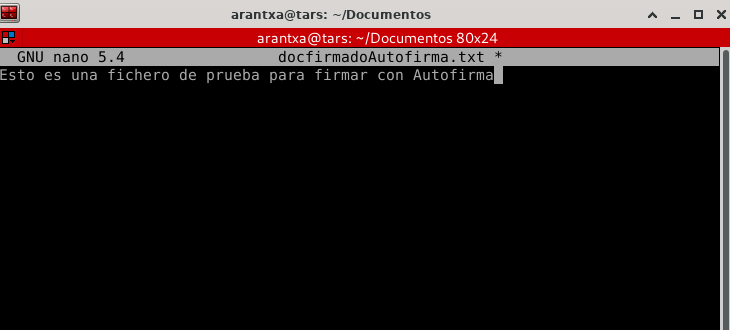 arantxa@tars: ~/Documentos
arantxa@tars: ~/Documentos 80x24
GNU nano 5.4 docfirmadoAutofirma.txt *
Esto es una fichero de prueba para firmar con Autofirma